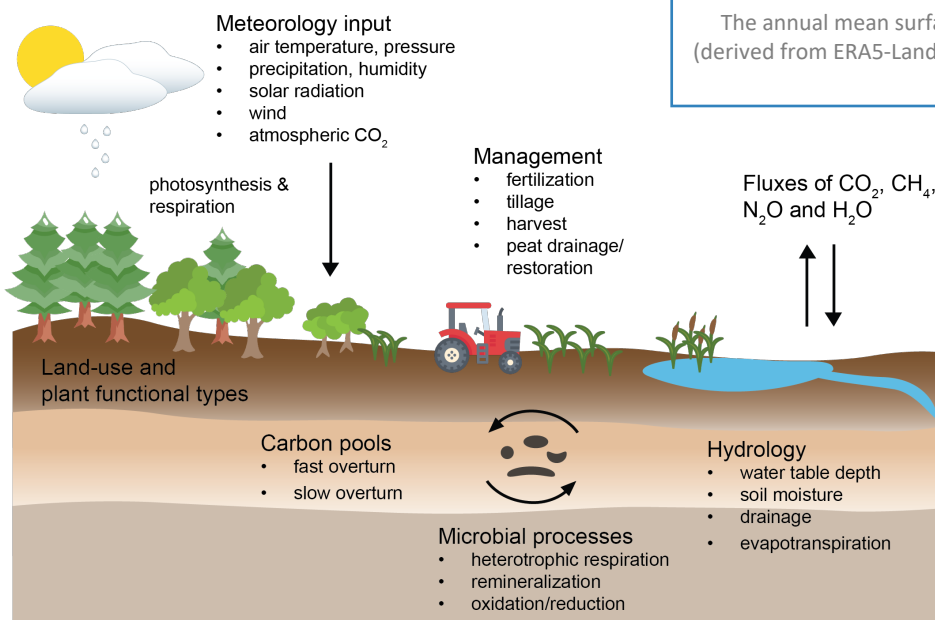 Meteorology input
• air temperature, pressure
• precipitation, humidity
• solar radiation
• wind
• atmospheric CO₂
The annual mean surfa
(derived from ERA5-Land
photosynthesis &
respiration
Management
• fertilization
• tillage
• harvest
• peat drainage/
restoration
Fluxes of CO₂, CH₄,
N₂O and H₂O
Land-use and
plant functional types
Carbon pools
• fast overturn
• slow overturn
Microbial processes
• heterotrophic respiration
• remineralization
• oxidation/reduction
Hydrology
• water table depth
• soil moisture
• drainage
• evapotranspiration